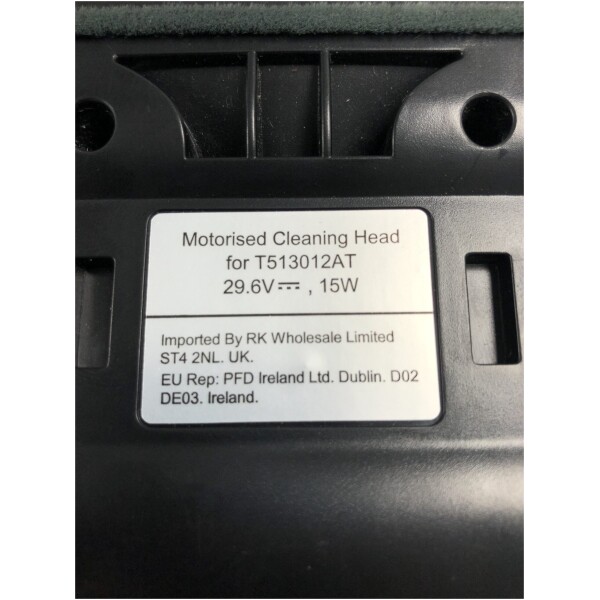 Motorised Cleaning Head
for T513012AT
29.6V⎓ , 15W
Imported By RK Wholesale Limited
ST4 2NL. UK.
EU Rep: PFD Ireland Ltd. Dublin. D02
DE03. Ireland.